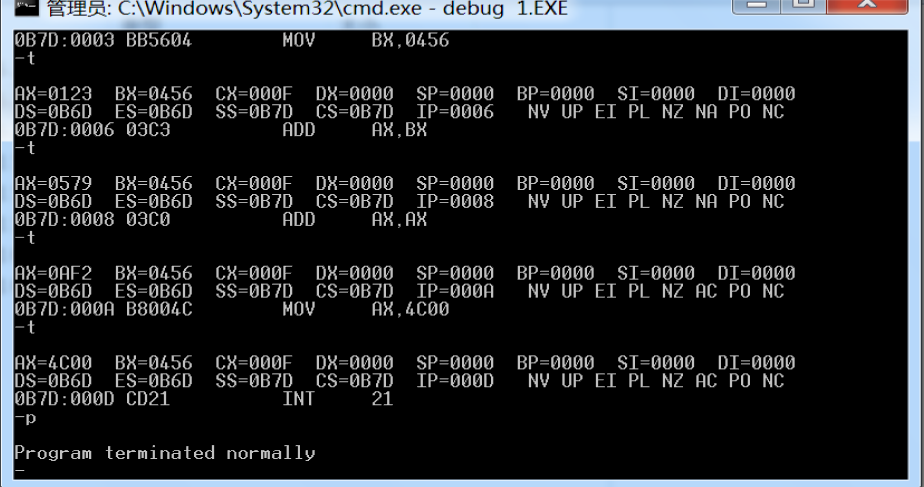 管理员: C:\Windows\System32\cmd.exe - debug 1.EXE
0B7D:0003 BB5604 MOV BX,0456
-t
AX=0123 BX=0456 CX=000F DX=0000 SP=0000 BP=0000 SI=0000 DI=0000
DS=0B6D ES=0B6D SS=0B7D CS=0B7D IP=0006 NV UP EI PL NZ NA PO NC
0B7D:0006 03C3 ADD AX,BX
-t
AX=0579 BX=0456 CX=000F DX=0000 SP=0000 BP=0000 SI=0000 DI=0000
DS=0B6D ES=0B6D SS=0B7D CS=0B7D IP=0008 NV UP EI PL NZ NA PO NC
0B7D:0008 03C0 ADD AX,AX
-t
AX=0AF2 BX=0456 CX=000F DX=0000 SP=0000 BP=0000 SI=0000 DI=0000
DS=0B6D ES=0B6D SS=0B7D CS=0B7D IP=000A NV UP EI PL NZ AC PO NC
0B7D:000A B8004C MOV AX,4C00
-t
AX=4C00 BX=0456 CX=000F DX=0000 SP=0000 BP=0000 SI=0000 DI=0000
DS=0B6D ES=0B6D SS=0B7D CS=0B7D IP=000D NV UP EI PL NZ AC PO NC
0B7D:000D CD21 INT 21
-p
Program terminated normally
-